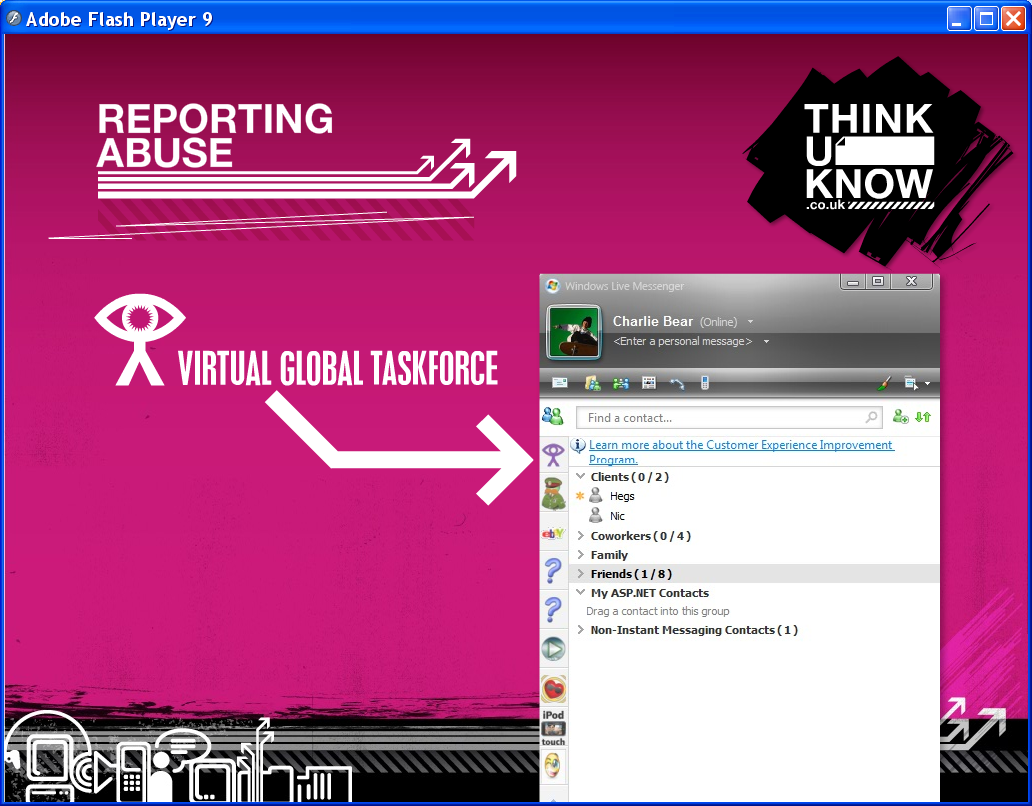 Adobe Flash Player 9
REPORTING
ABUSE
THINK
U
KNOW
.co.uk
VIRTUAL GLOBAL TASKFORCE
Windows Live Messenger
Charlie Bear (Online)
<Enter a personal message>
Find a contact...
Learn more about the Customer Experience Improvement
Program.
Clients ( 0 / 2 )
Hegs
Nic
Coworkers ( 0 / 4 )
Family
Friends ( 1 / 8 )
My ASP.NET Contacts
Drag a contact into this group
Non-Instant Messaging Contacts ( 1 )
ebY
iPod
touch